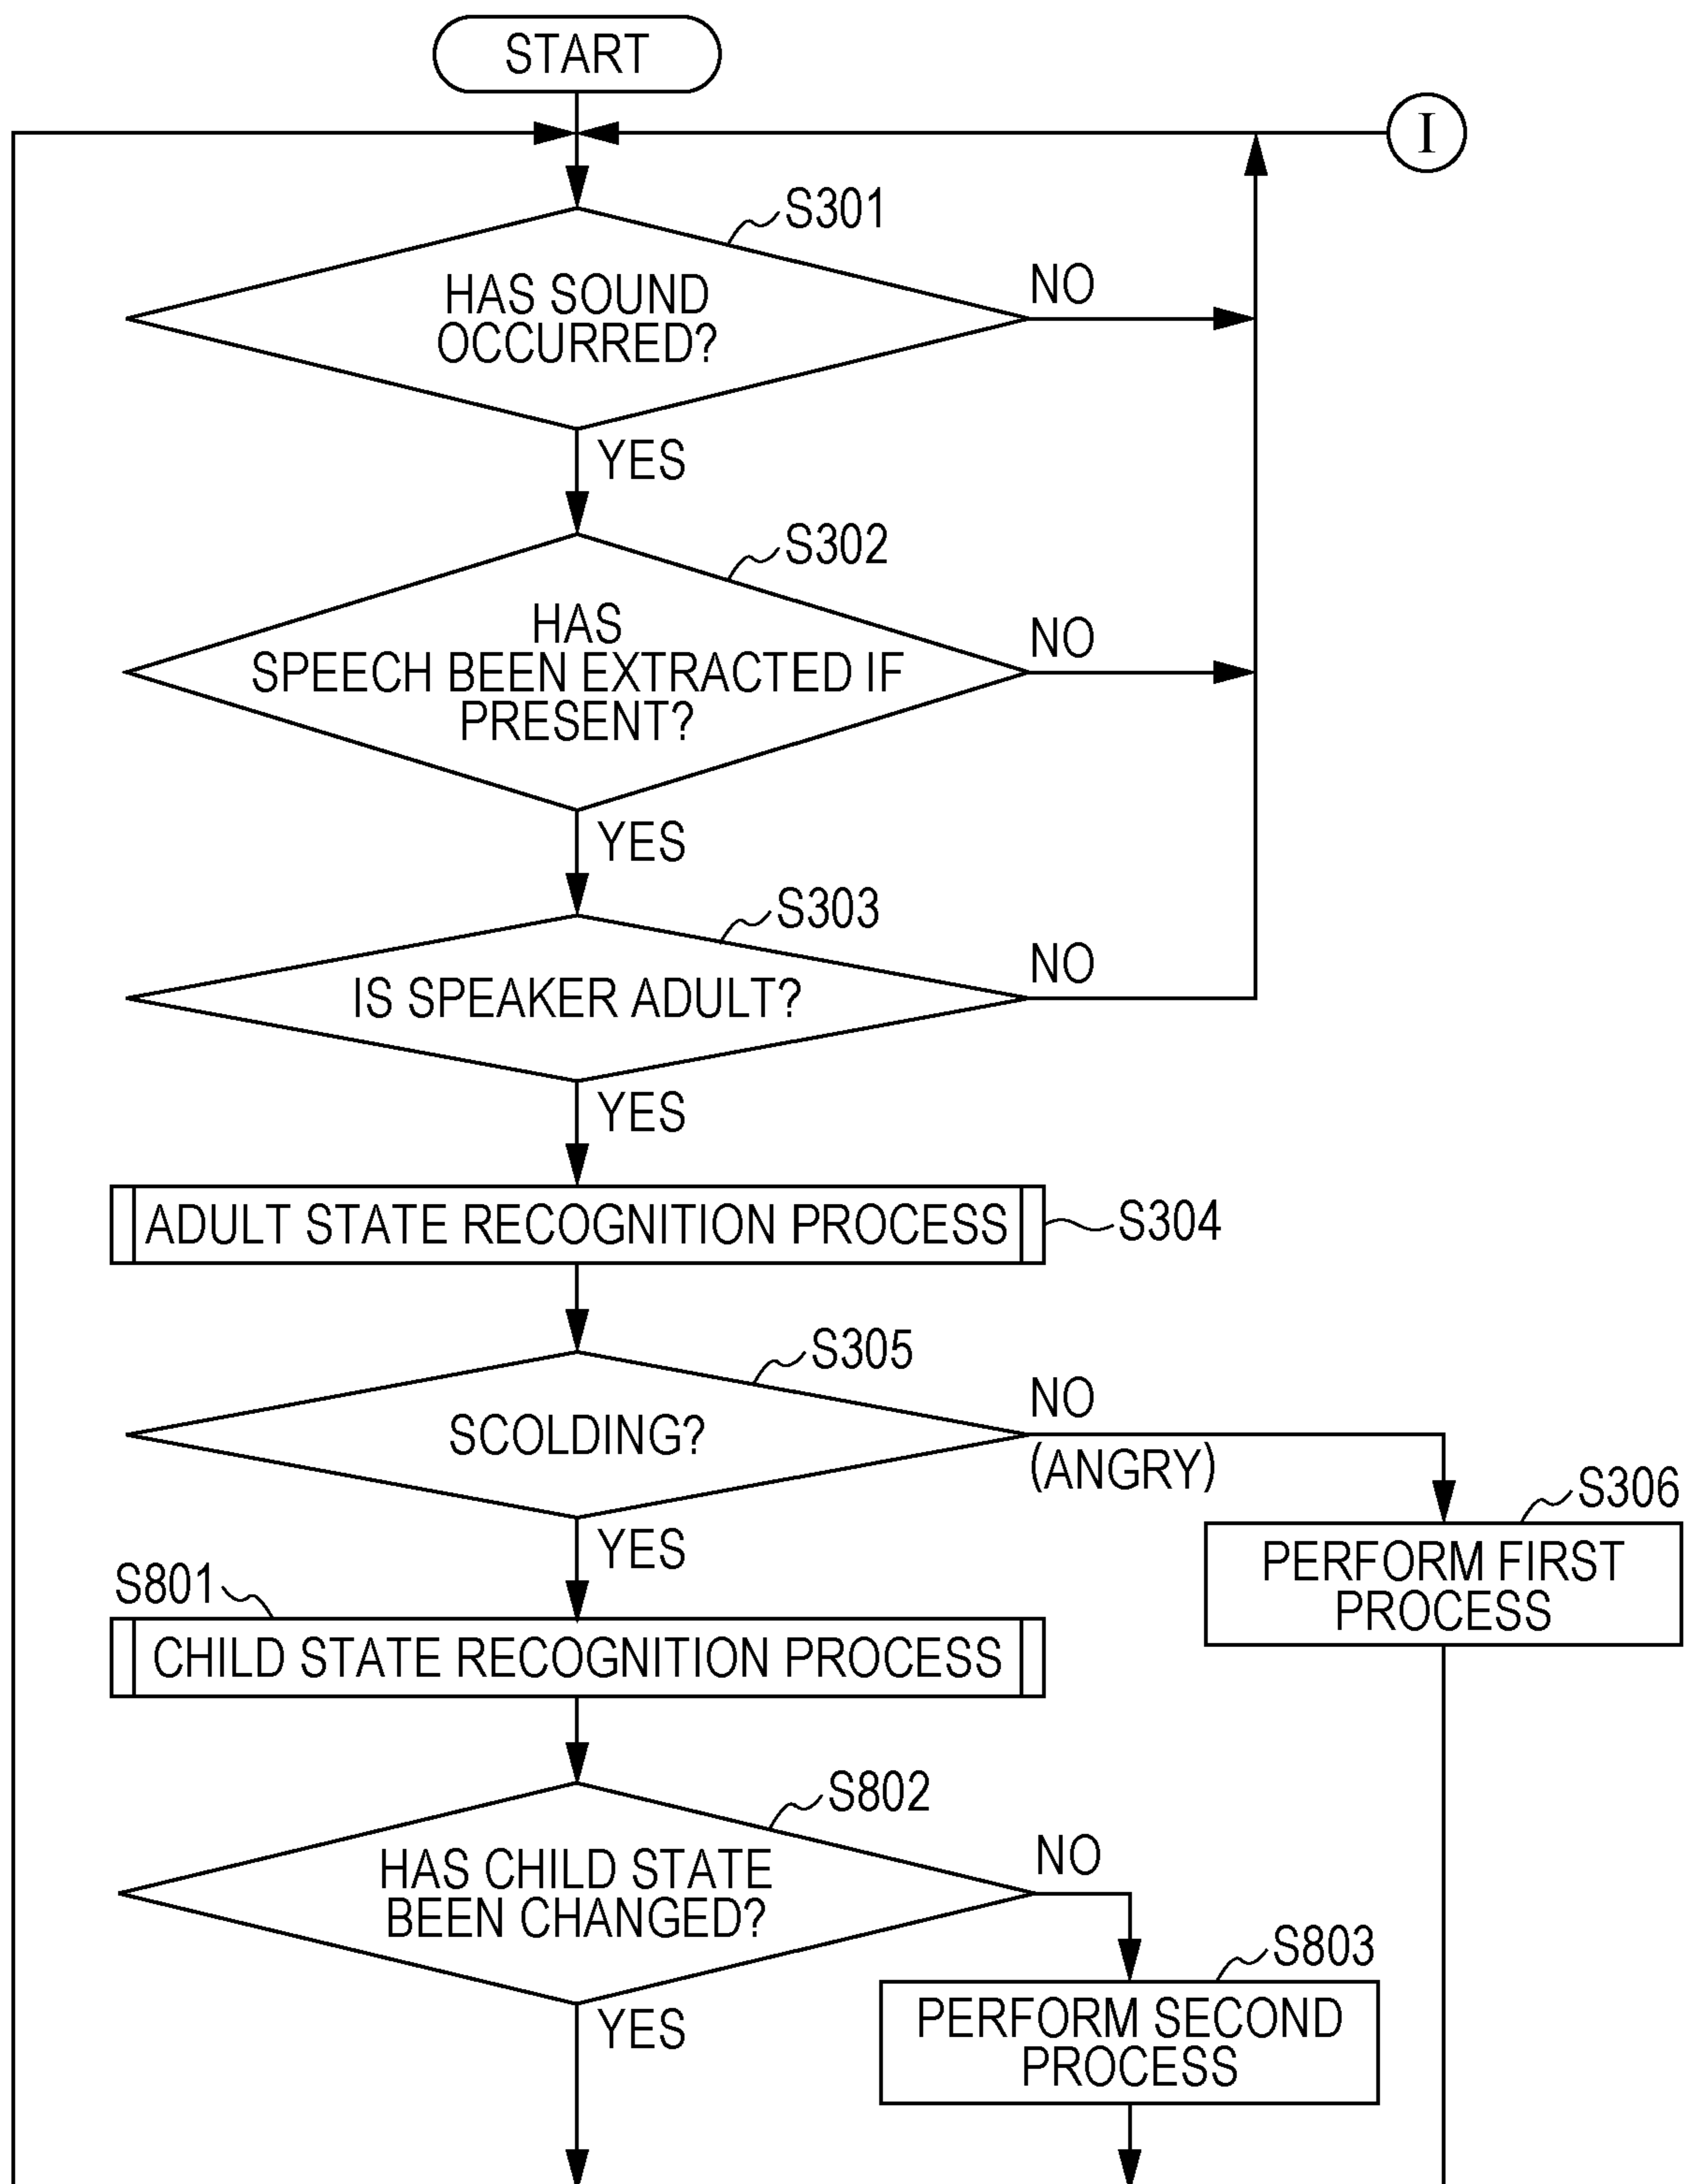 START
I
S301
HAS SOUND
OCCURRED?
NO
YES
S302
HAS
SPEECH BEEN EXTRACTED IF
PRESENT?
NO
YES
S303
IS SPEAKER ADULT?
NO
YES
ADULT STATE RECOGNITION PROCESS
S304
S305
SCOLDING?
NO
(ANGRY)
YES
S306
PERFORM FIRST
PROCESS
S801
CHILD STATE RECOGNITION PROCESS
S802
HAS CHILD STATE
BEEN CHANGED?
NO
YES
S803
PERFORM SECOND
PROCESS